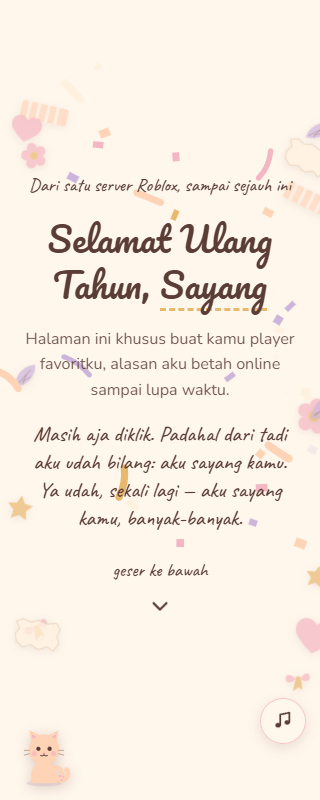 Dari satu server Roblox, sampai sejauh ini
Selamat Ulang
Tahun, Sayang
Halaman ini khusus buat kamu player
favoritku, alasan aku betah online
sampai lupa waktu.
Masih aja diklik. Padahal dari tadi
aku udah bilang: aku sayang kamu.
Ya udah, sekali lagi — aku sayang
kamu, banyak-banyak.
geser ke bawah